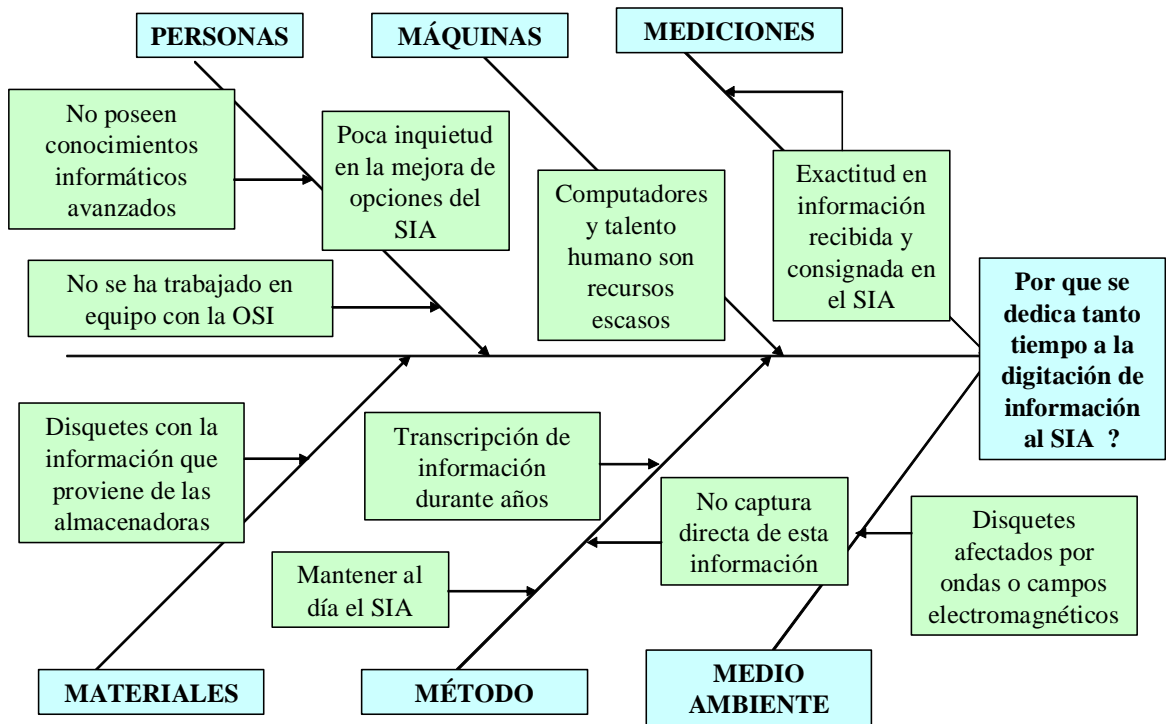 PERSONAS
MÁQUINAS
MEDICIONES
No poseen
conocimientos
informáticos
avanzados
Poca inquietud
en la mejora de
opciones del
SIA
Computadores
y talento
humano son
recursos
escasos
Exactitud en
información
recibida y
consignada en
el SIA
No se ha trabajado en
equipo con la OSI
Por que se
dedica tanto
tiempo a la
digitación de
información
al SIA ?
Disquetes con la
información que
proviene de las
almacenadoras
Transcripción de
información
durante años
No captura
directa de esta
información
Disquetes
afectados por
ondas o campos
electromagnéticos
Mantener al
día el SIA
MATERIALES
MÉTODO
MEDIO
AMBIENTE